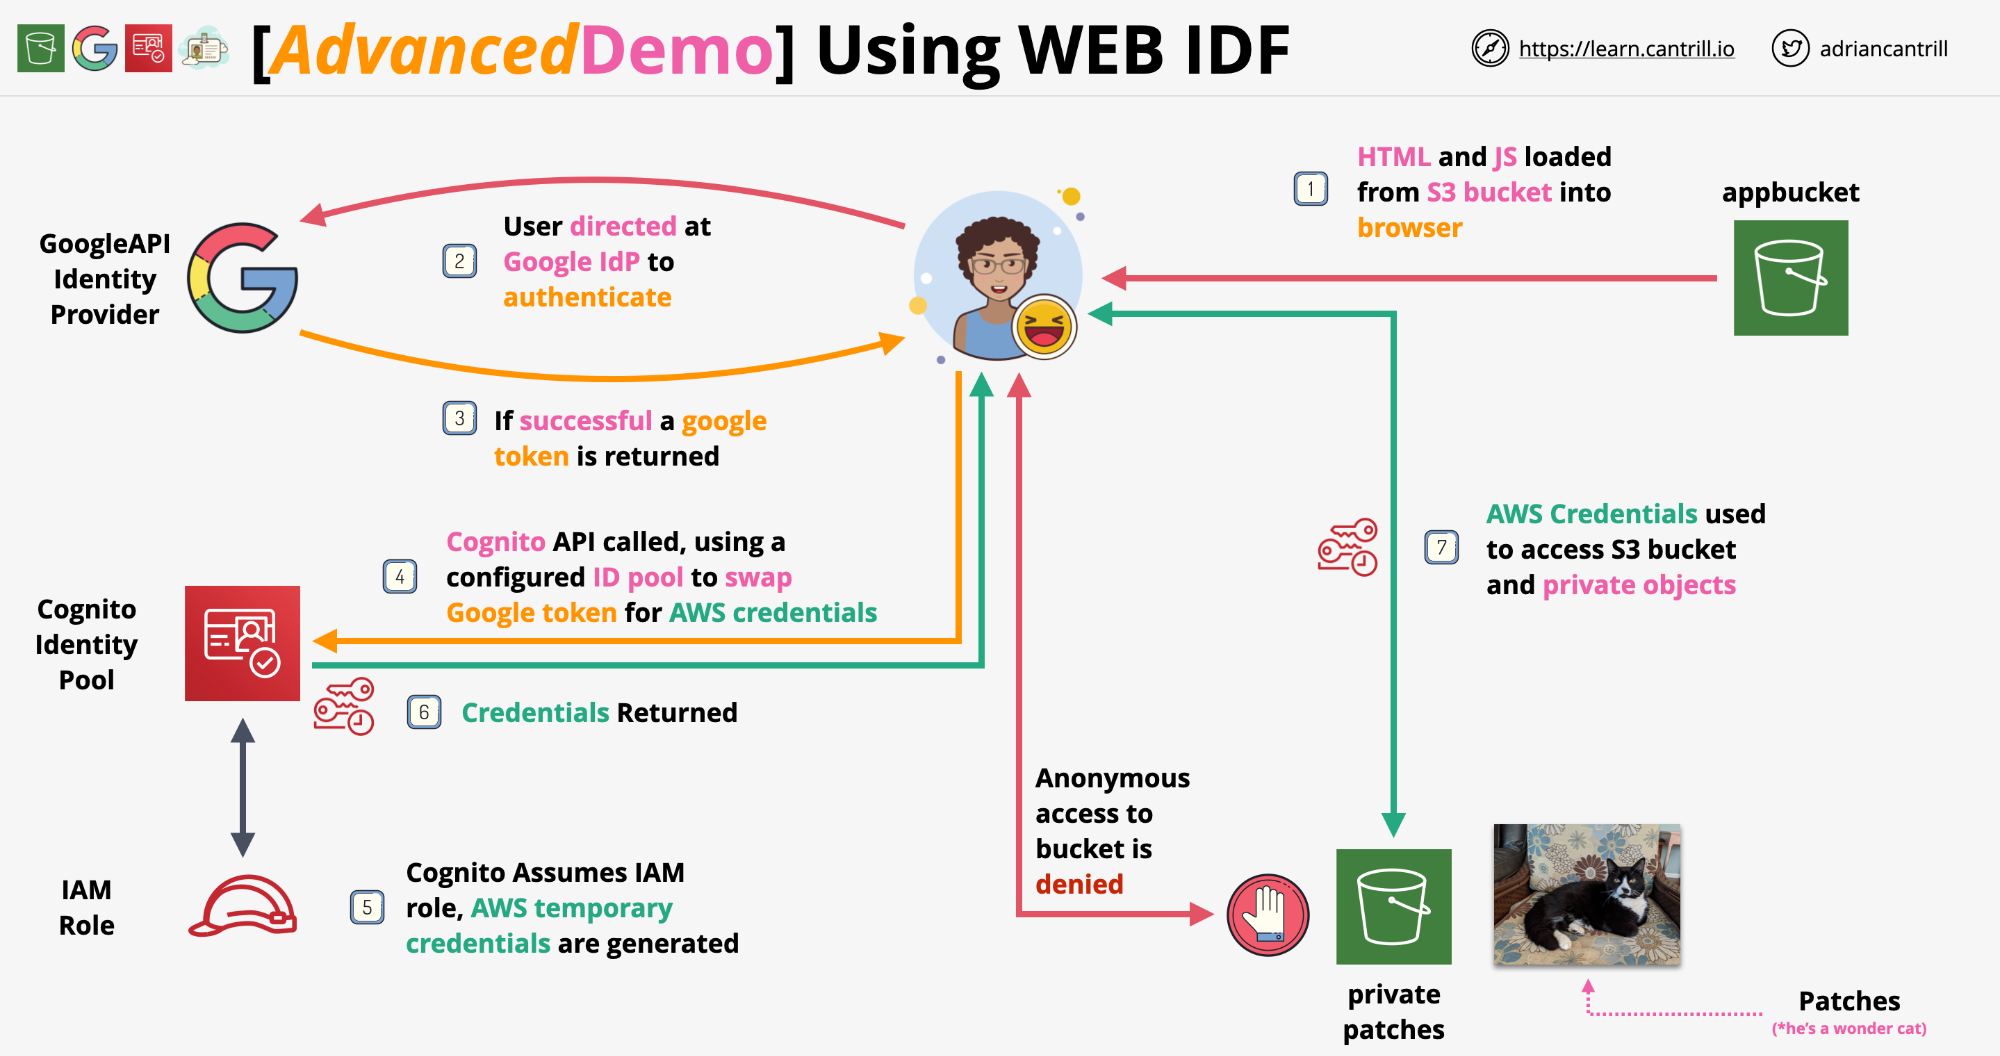 [AdvancedDemo] Using WEB IDF
https://learn.cantrill.io
adriancantrill
1
HTML and JS loaded
from S3 bucket into
browser
appbucket
GoogleAPI
Identity
Provider
2
User directed at
Google IdP to
authenticate
3
If successful a google
token is returned
4
Cognito API called, using a
configured ID pool to swap
Google token for AWS credentials
7
AWS Credentials used
to access S3 bucket
and private objects
Cognito
Identity
Pool
6
Credentials Returned
Anonymous
access to
bucket is
denied
IAM
Role
5
Cognito Assumes IAM
role, AWS temporary
credentials are generated
private
patches
Patches
(*he's a wonder cat)